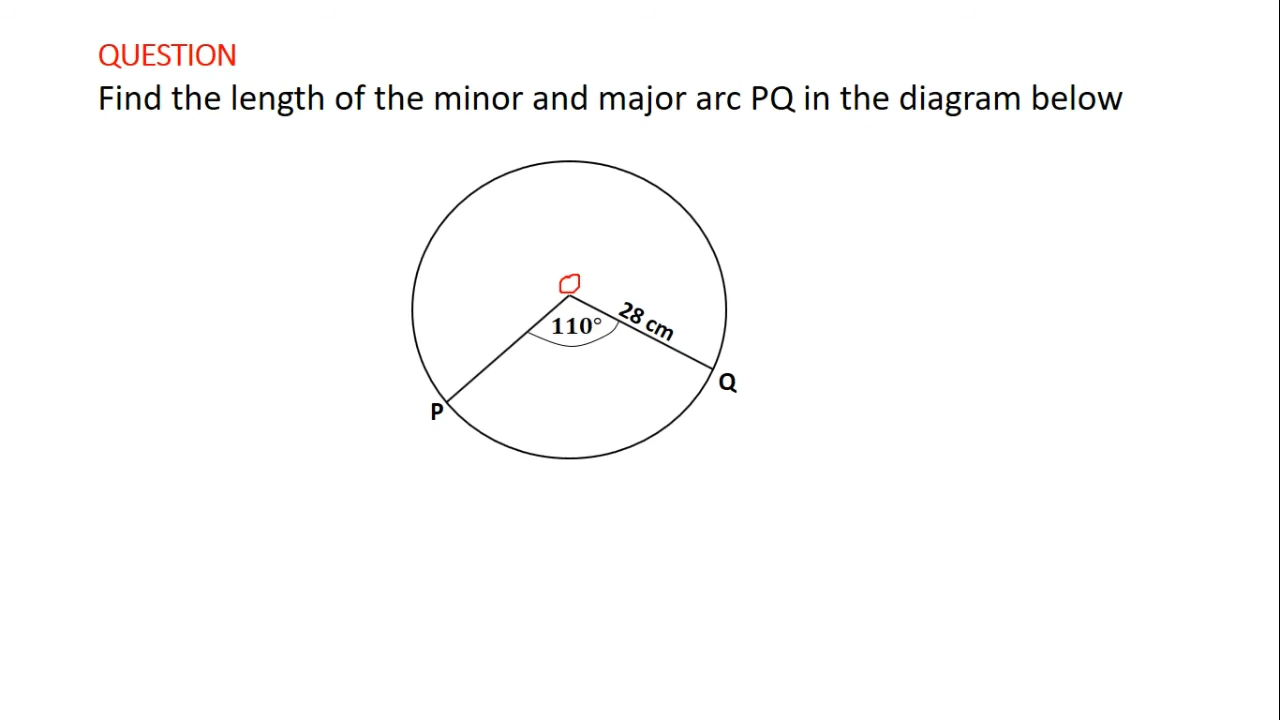 QUESTION
Find the length of the minor and major arc PQ in the diagram below
O
110°
28 cm
Q
P